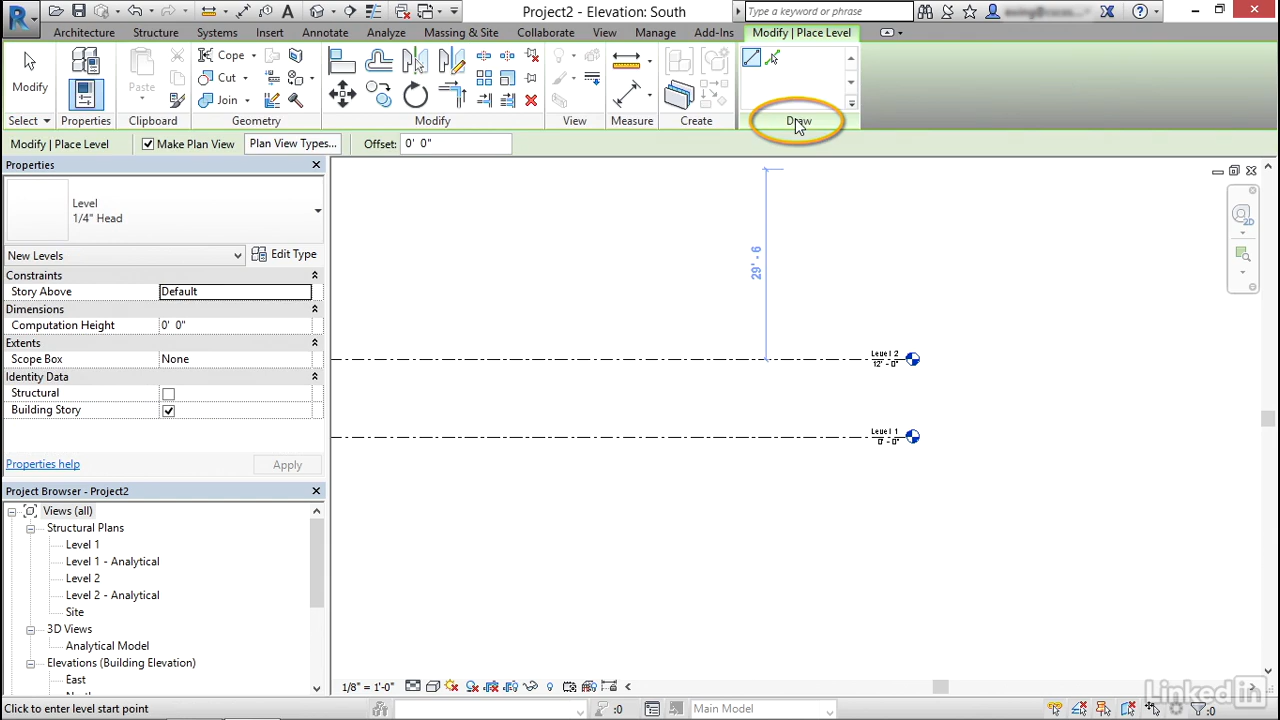 Project2 - Elevation: South
Type a keyword or phrase
Architecture Structure Systems Insert Annotate Analyze Massing & Site Collaborate View Manage Add-Ins Modify | Place Level
Modify
Paste
Cope
Cut
Join
Select Properties Clipboard Geometry Modify View Measure Create Draw
Modify | Place Level Make Plan View Plan View Types... Offset: 0' 0"
Properties
Level
1/4" Head
New Levels Edit Type
Constraints
Story Above Default
Dimensions
Computation Height 0' 0"
Extents
Scope Box None
Identity Data
Structural
Building Story
Properties help Apply
Project Browser - Project2
Views (all)
Structural Plans
Level 1
Level 1 - Analytical
Level 2
Level 2 - Analytical
Site
3D Views
Analytical Model
Elevations (Building Elevation)
East
29' - 6
Level 2
12' - 0"
Level 1
0' - 0"
2D
1/8" = 1'-0"
Click to enter level start point
:0
Main Model
:0
Linked in